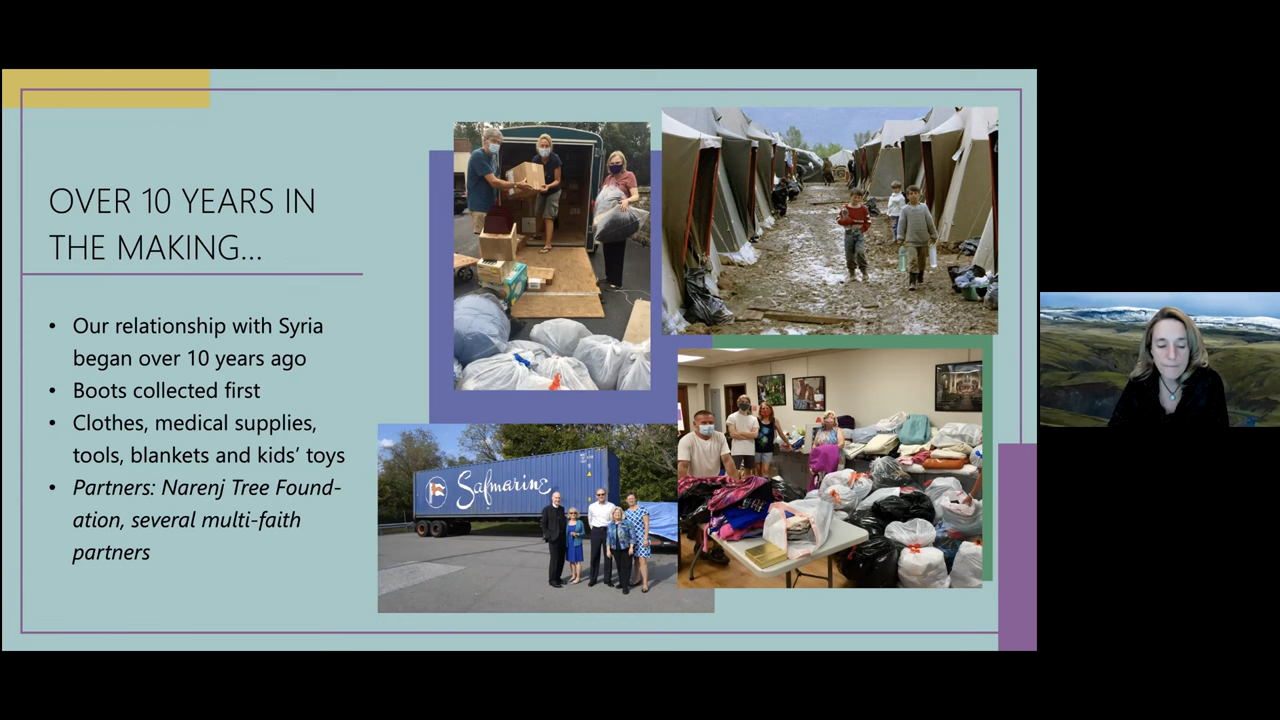 OVER 10 YEARS IN
THE MAKING...
• Our relationship with Syria
began over 10 years ago
• Boots collected first
• Clothes, medical supplies,
tools, blankets and kids' toys
• Partners: Narenj Tree Found-
ation, several multi-faith
partners
Safmarine